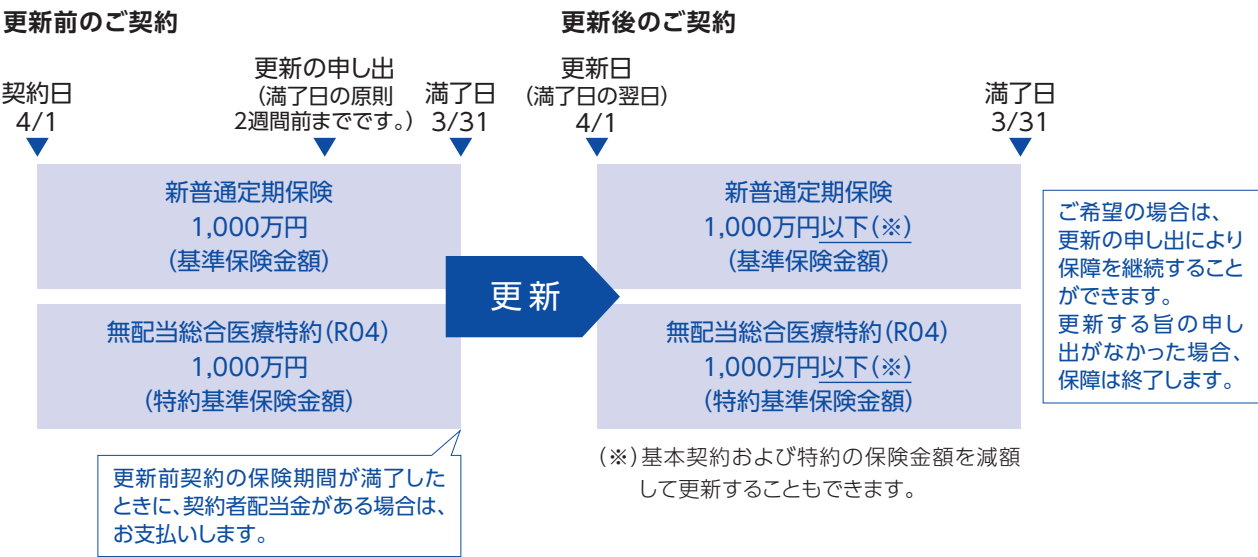 更新前のご契約
更新後のご契約
契約日
4/1
更新の申し出
(満了日の原則
2週間前までです。)
満了日
3/31
更新日
(満了日の翌日)
4/1
満了日
3/31
新普通定期保険
1,000万円
(基準保険金額)
無配当総合医療特約(R04)
1,000万円
(特約基準保険金額)
更新
新普通定期保険
1,000万円以下(※)
(基準保険金額)
無配当総合医療特約(R04)
1,000万円以下(※)
(特約基準保険金額)
ご希望の場合は、
更新の申し出により
保障を継続すること
ができます。
更新する旨の申し
出がなかった場合、
保障は終了します。
更新前契約の保険期間が満了した
ときに、契約者配当金がある場合は、
お支払いします。
(※)基本契約および特約の保険金額を減額
して更新することもできます。